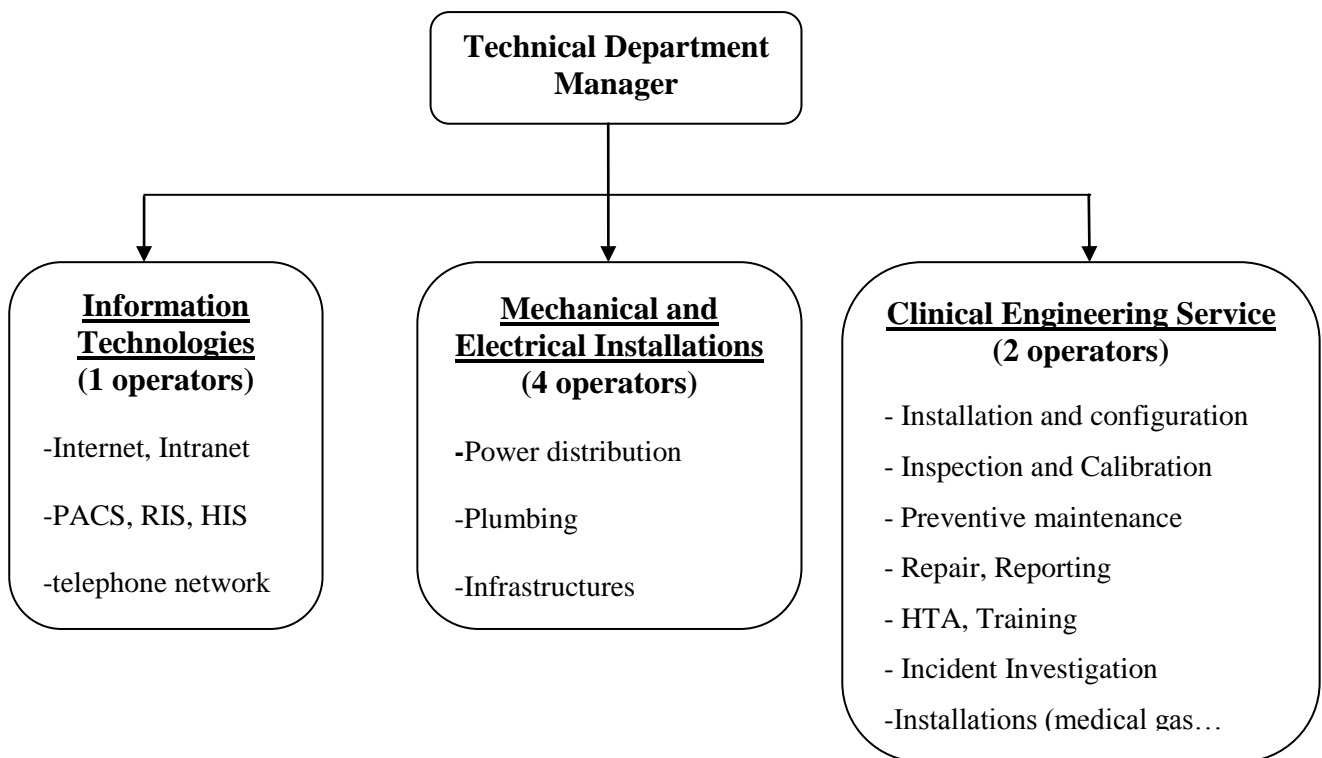 Technical Department
Manager
Information
Technologies
(1 operators)
-Internet, Intranet
-PACS, RIS, HIS
-telephone network
Mechanical and
Electrical Installations
(4 operators)
-Power distribution
-Plumbing
-Infrastructures
Clinical Engineering Service
(2 operators)
- Installation and configuration
- Inspection and Calibration
- Preventive maintenance
- Repair, Reporting
- HTA, Training
- Incident Investigation
-Installations (medical gas…